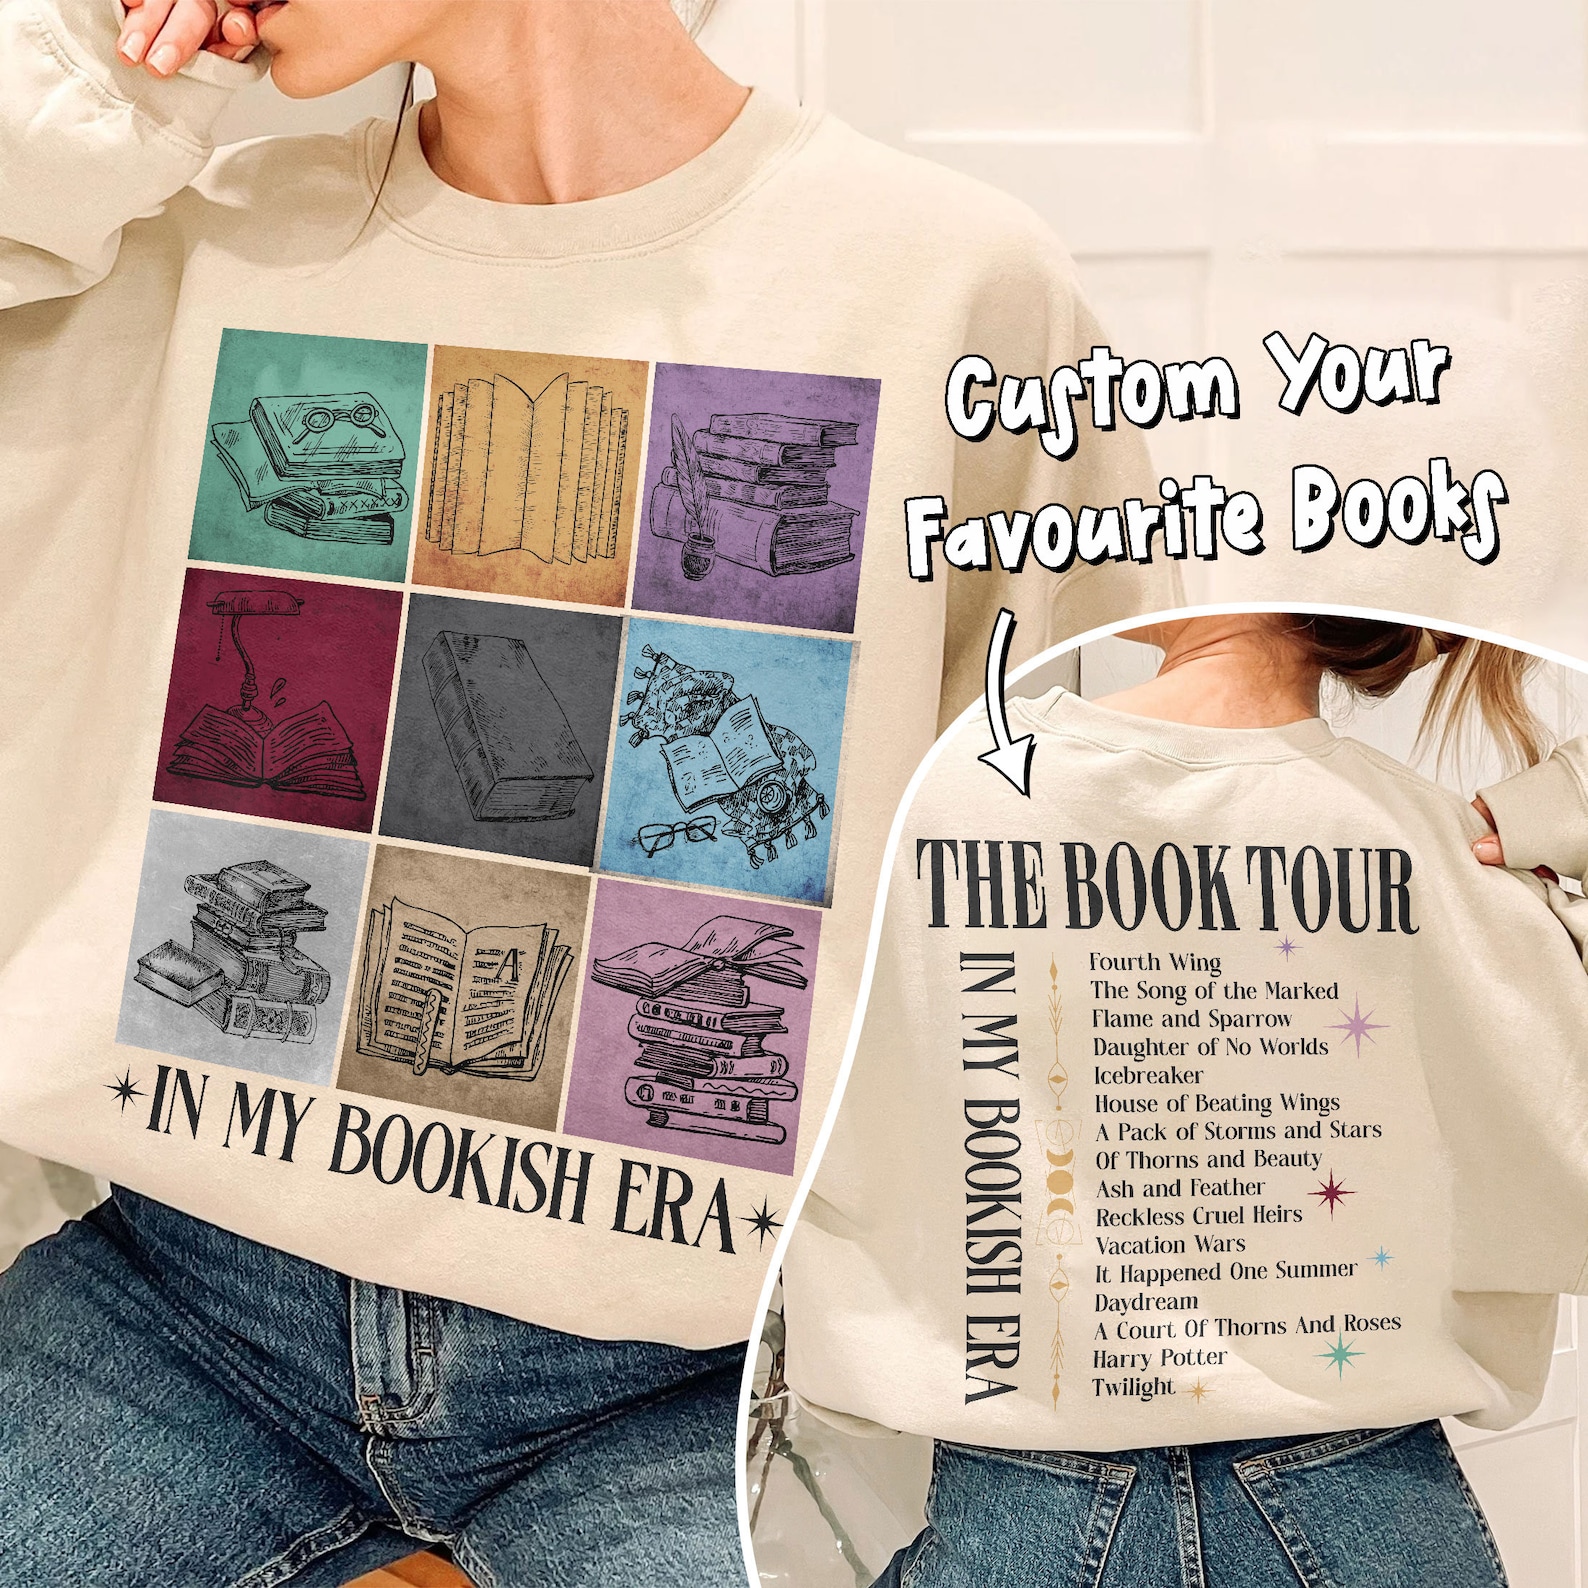 Custom Your
Favourite Books
IN MY BOOKISH ERA
THE BOOK TOUR
IN MY BOOKISH ERA
Fourth Wing
The Song of the Marked
Flame and Sparrow
Daughter of No Worlds
Icebreaker
House of Beating Wings
A Pack of Storms and Stars
Of Thorns and Beauty
Ash and Feather
Reckless Cruel Heirs
Vacation Wars
It Happened One Summer
Daydream
A Court Of Thorns And Roses
Harry Potter
Twilight
A